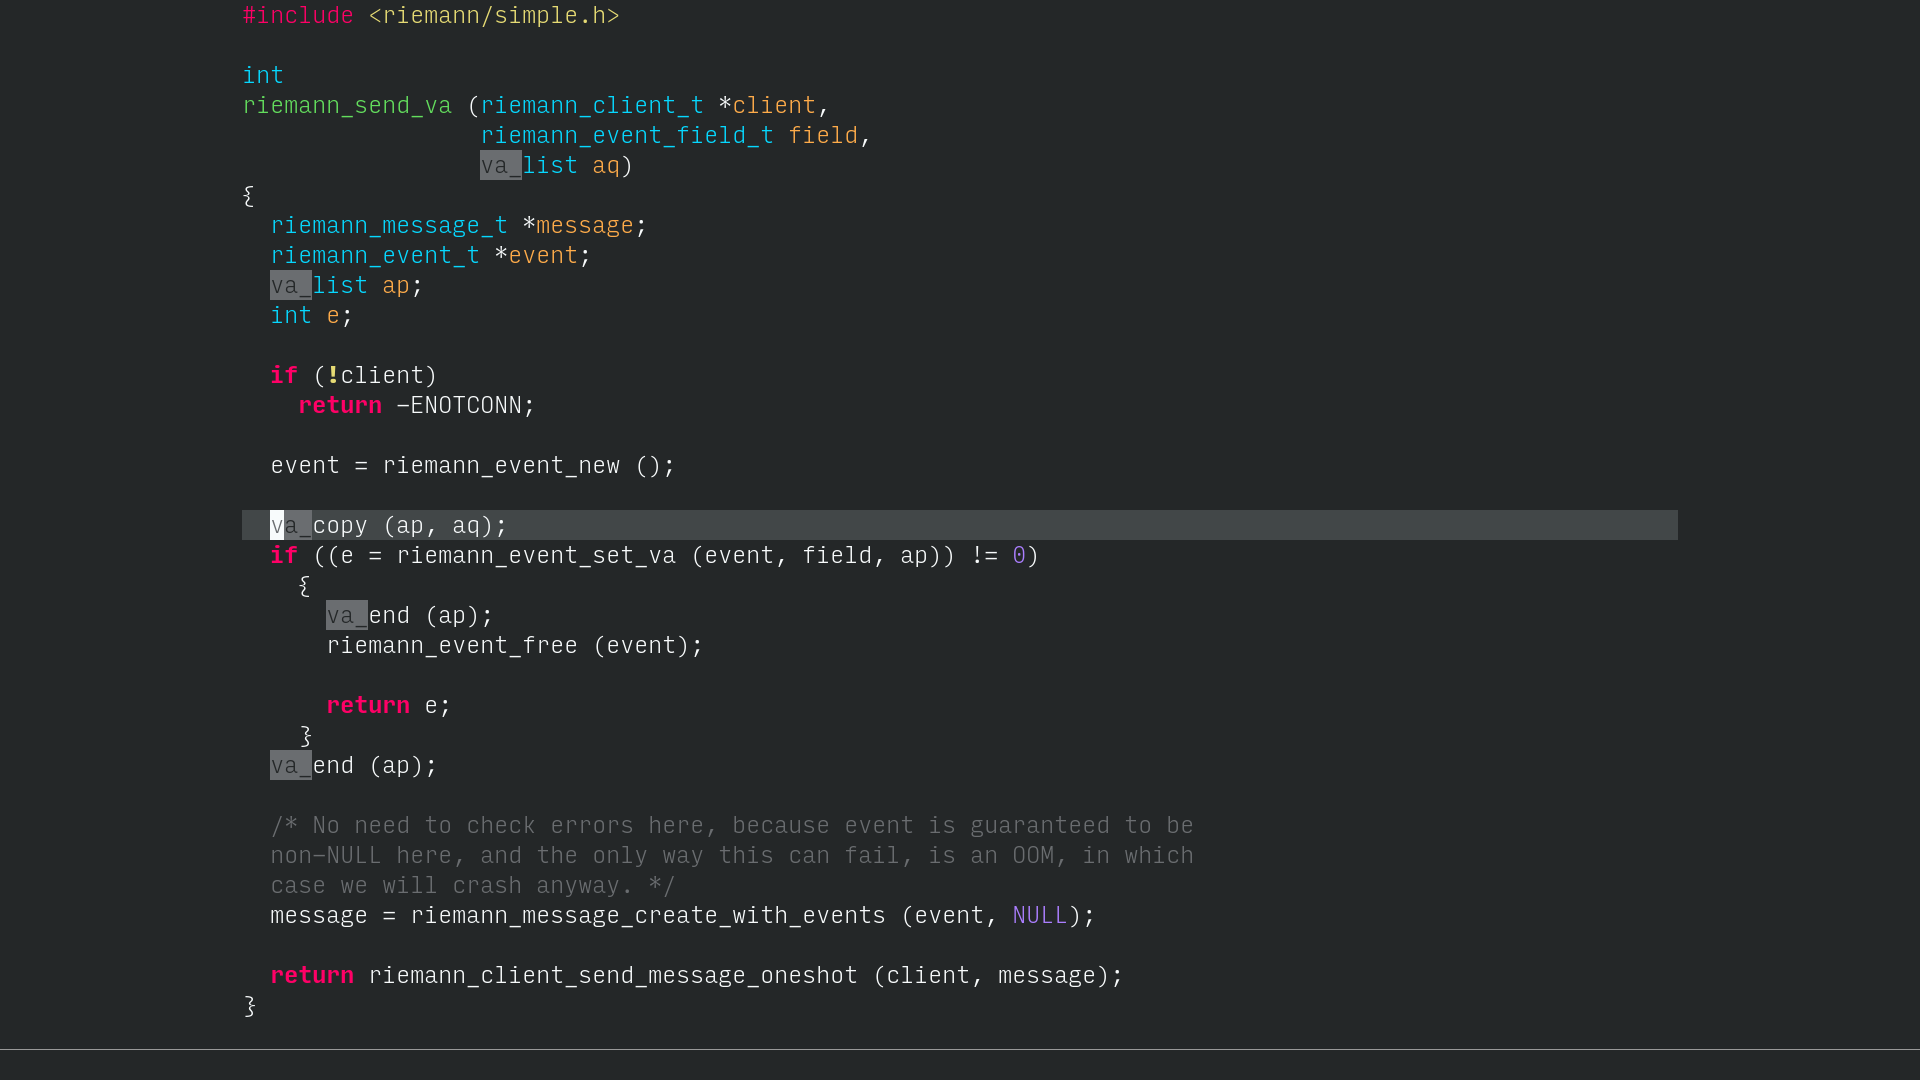 #include <riemann/simple.h>

int
riemann_send_va (riemann_client_t *client,
                 riemann_event_field_t field,
                 va_list aq)
{
  riemann_message_t *message;
  riemann_event_t *event;
  va_list ap;
  int e;

  if (!client)
    return -ENOTCONN;

  event = riemann_event_new ();

  va_copy (ap, aq);
  if ((e = riemann_event_set_va (event, field, ap)) != 0)
    {
      va_end (ap);
      riemann_event_free (event);

      return e;
    }
  va_end (ap);

  /* No need to check errors here, because event is guaranteed to be
  non-NULL here, and the only way this can fail, is an OOM, in which
  case we will crash anyway. */
  message = riemann_message_create_with_events (event, NULL);

  return riemann_client_send_message_oneshot (client, message);
}